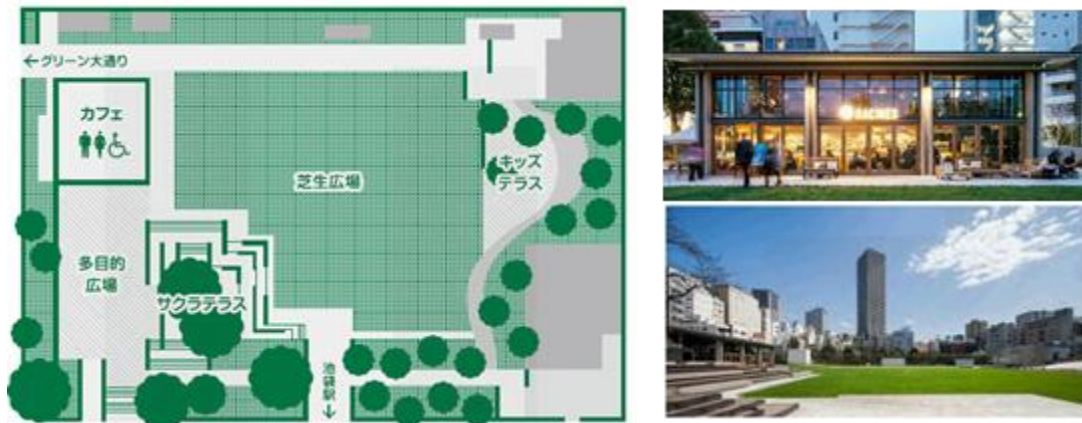 ←グリーン大通り
カフェ
芝生広場
キッズ
テラス
多目的
広場
サクラテラス
池袋駅→
RACINES